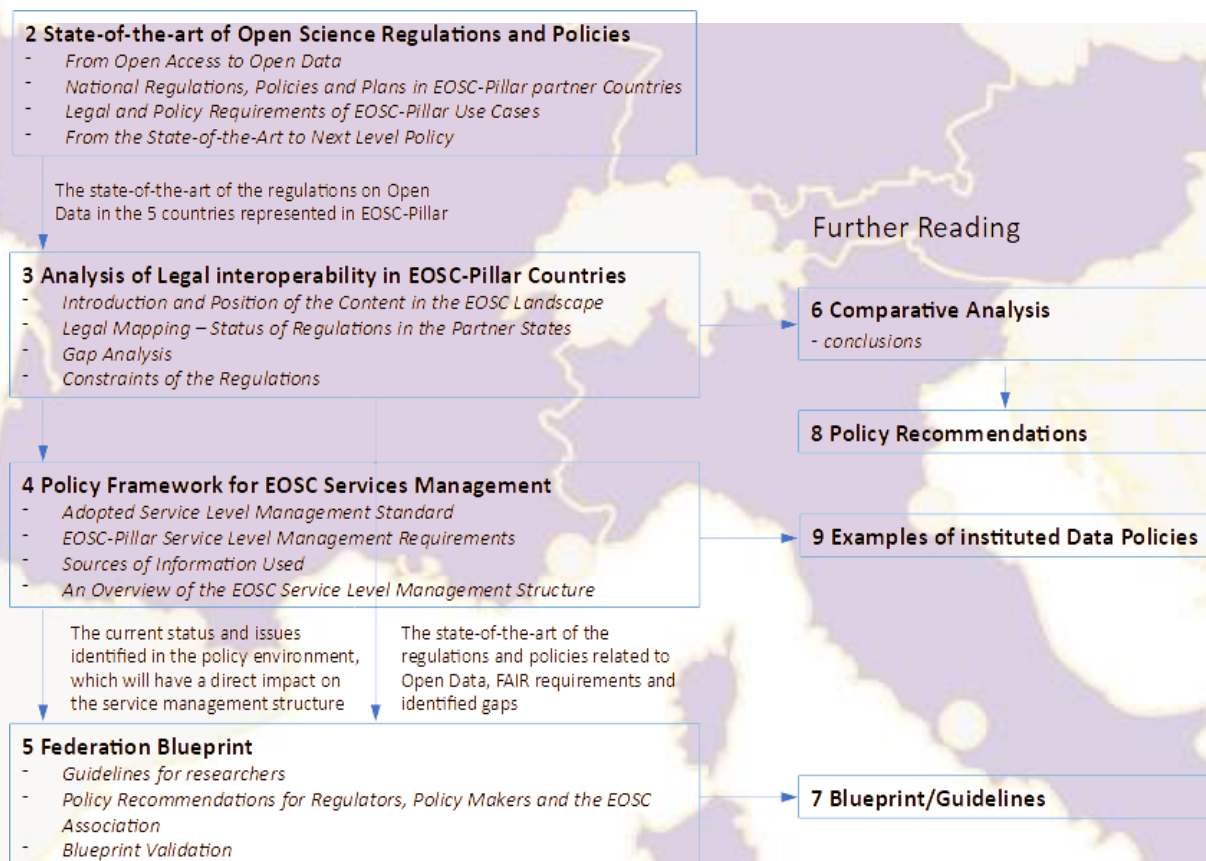 2 State-of-the-art of Open Science Regulations and Policies
- From Open Access to Open Data
- National Regulations, Policies and Plans in EOSC-Pillar partner Countries
- Legal and Policy Requirements of EOSC-Pillar Use Cases
- From the State-of-the-Art to Next Level Policy
The state-of-the-art of the regulations on Open
Data in the 5 countries represented in EOSC-Pillar
3 Analysis of Legal interoperability in EOSC-Pillar Countries
- Introduction and Position of the Content in the EOSC Landscape
- Legal Mapping – Status of Regulations in the Partner States
- Gap Analysis
- Constraints of the Regulations
4 Policy Framework for EOSC Services Management
- Adopted Service Level Management Standard
- EOSC-Pillar Service Level Management Requirements
- Sources of Information Used
- An Overview of the EOSC Service Level Management Structure
The current status and issues
identified in the policy environment,
which will have a direct impact on
the service management structure
The state-of-the-art of the
regulations and policies related to
Open Data, FAIR requirements and
identified gaps
5 Federation Blueprint
- Guidelines for researchers
- Policy Recommendations for Regulators, Policy Makers and the EOSC
Association
- Blueprint Validation
Further Reading
6 Comparative Analysis
- conclusions
8 Policy Recommendations
9 Examples of instituted Data Policies
7 Blueprint/Guidelines